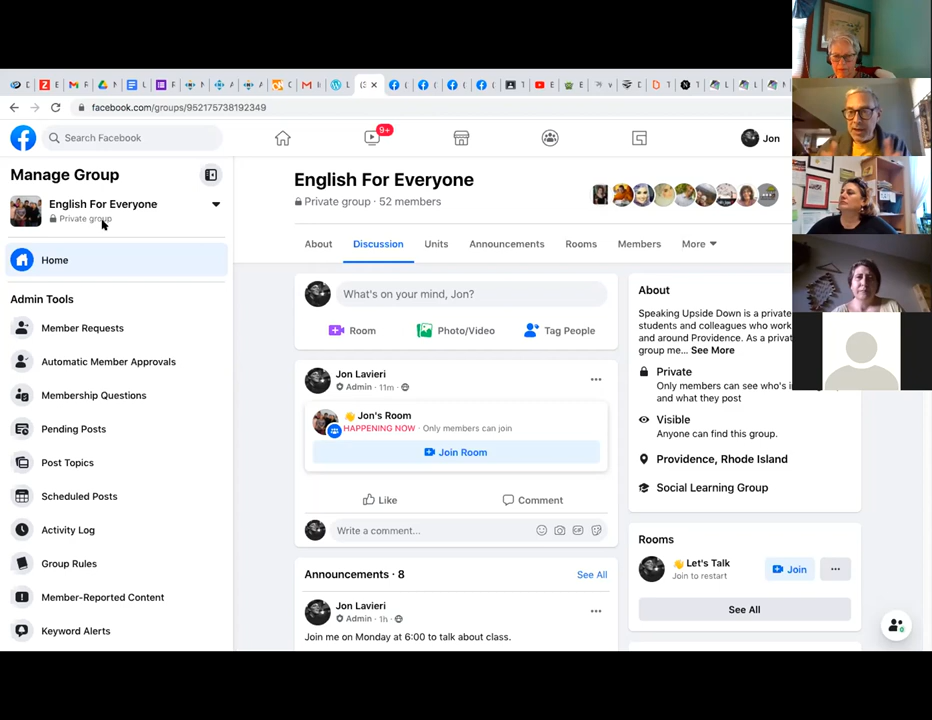 facebook.com/groups/952175738192349
Search Facebook
9+
Jon
Manage Group
English For Everyone
Private group
Home
Admin Tools
Member Requests
Automatic Member Approvals
Membership Questions
Pending Posts
Post Topics
Scheduled Posts
Activity Log
Group Rules
Member-Reported Content
Keyword Alerts
English For Everyone
Private group · 52 members
About
Discussion
Units
Announcements
Rooms
Members
More
What's on your mind, Jon?
Room
Photo/Video
Tag People
Jon Lavieri
Admin · 11m ·
👋 Jon's Room
HAPPENING NOW · Only members can join
Join Room
Like
Comment
Write a comment...
Announcements · 8
See All
Jon Lavieri
Admin · 1h ·
Join me on Monday at 6:00 to talk about class.
About
Speaking Upside Down is a private
students and colleagues who work
and around Providence. As a privat
group me... See More
Private
Only members can see who's i
and what they post
Visible
Anyone can find this group.
Providence, Rhode Island
Social Learning Group
Rooms
👋 Let's Talk
Join to restart
Join
See All